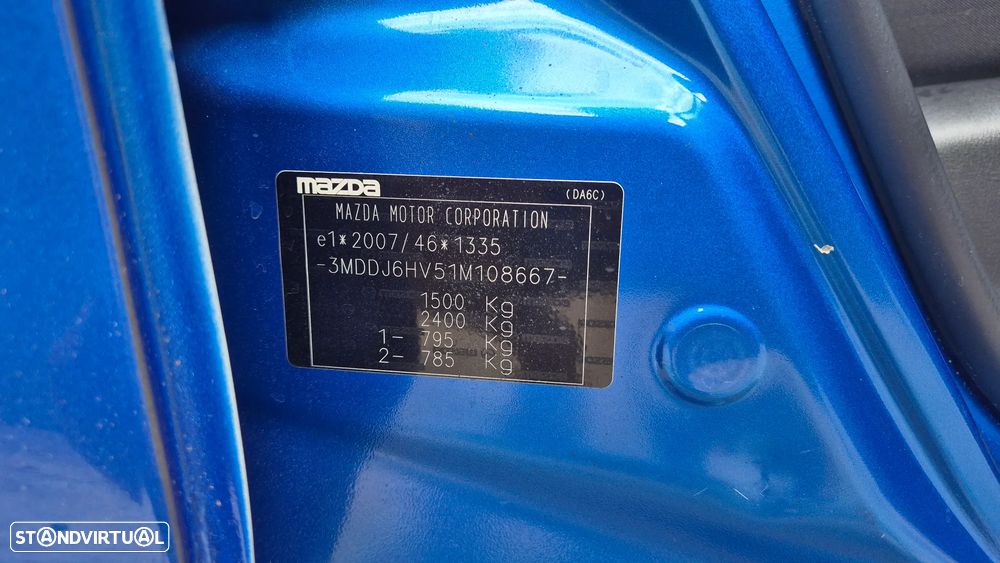 mazda
(DA6C)
MAZDA MOTOR CORPORATION
e1*2007/46*1335
-3MDDJ6HV51M108667-
1500 Kg
2400 Kg
1- 795 Kg
2- 785 Kg
STANDVIRTUAL